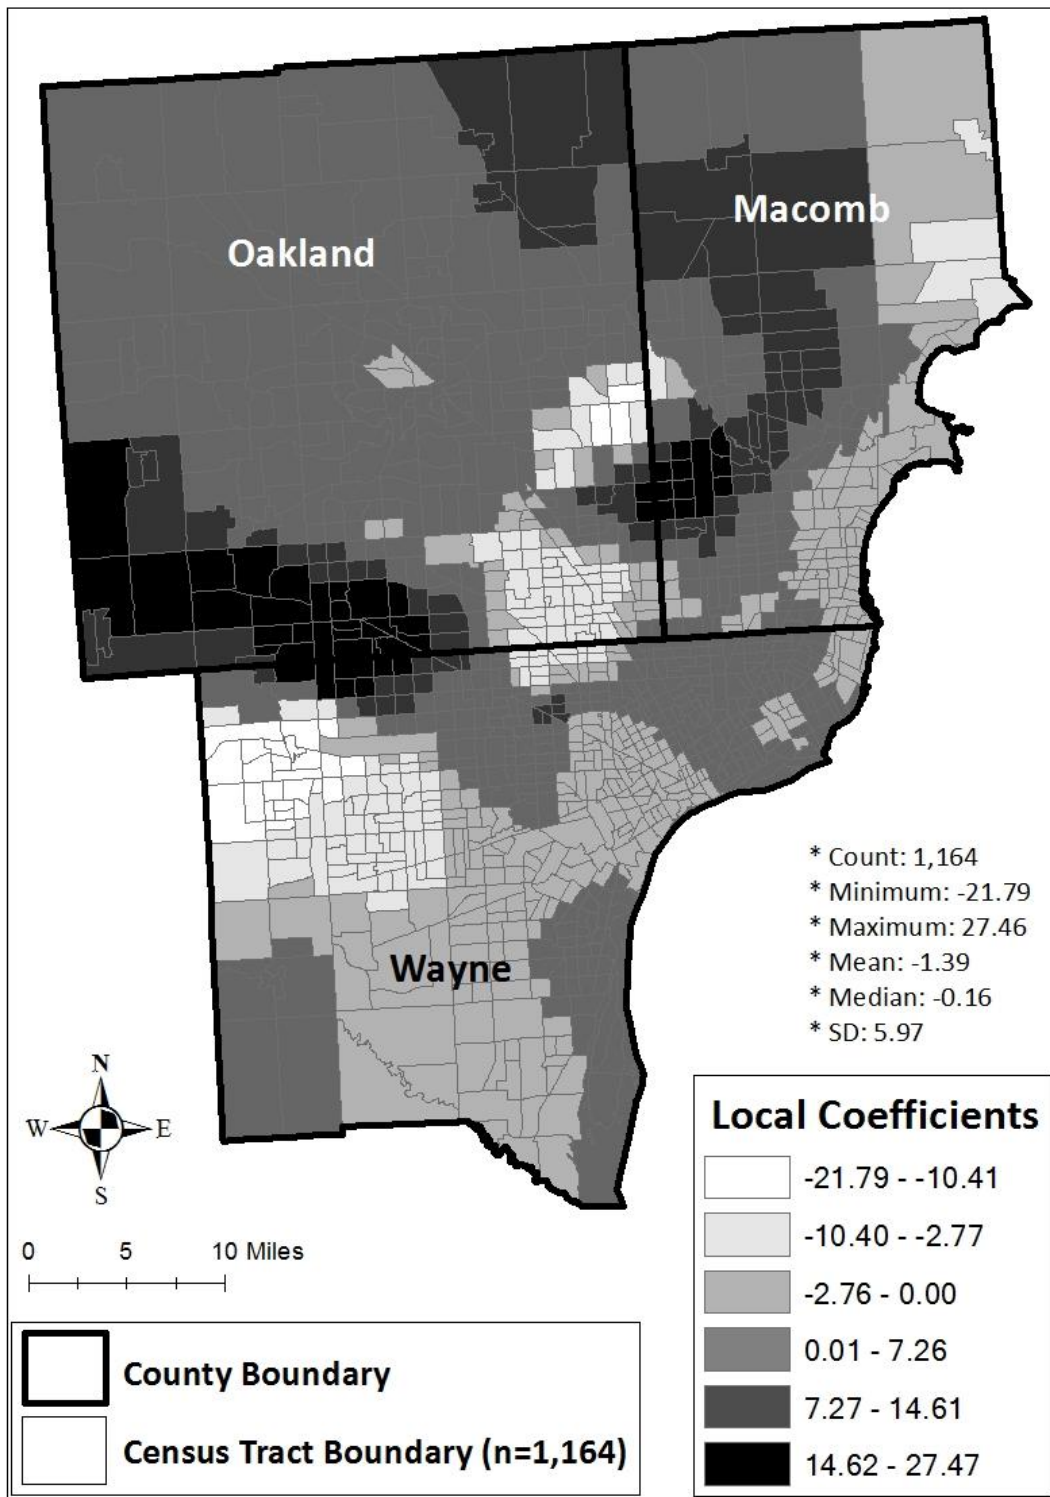 Oakland
Macomb
Wayne
* Count: 1,164
* Minimum: -21.79
* Maximum: 27.46
* Mean: -1.39
* Median: -0.16
* SD: 5.97
N
W E
S
0 5 10 Miles
County Boundary
Census Tract Boundary (n=1,164)
Local Coefficients
-21.79 - -10.41
-10.40 - -2.77
-2.76 - 0.00
0.01 - 7.26
7.27 - 14.61
14.62 - 27.47